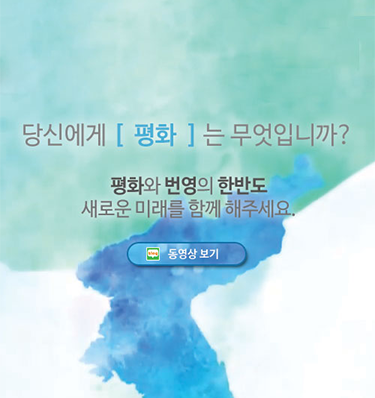 당신에게 [ 평화 ] 는 무엇입니까?
평화와 번영의 한반도
새로운 미래를 함께 해주세요.
동영상 보기